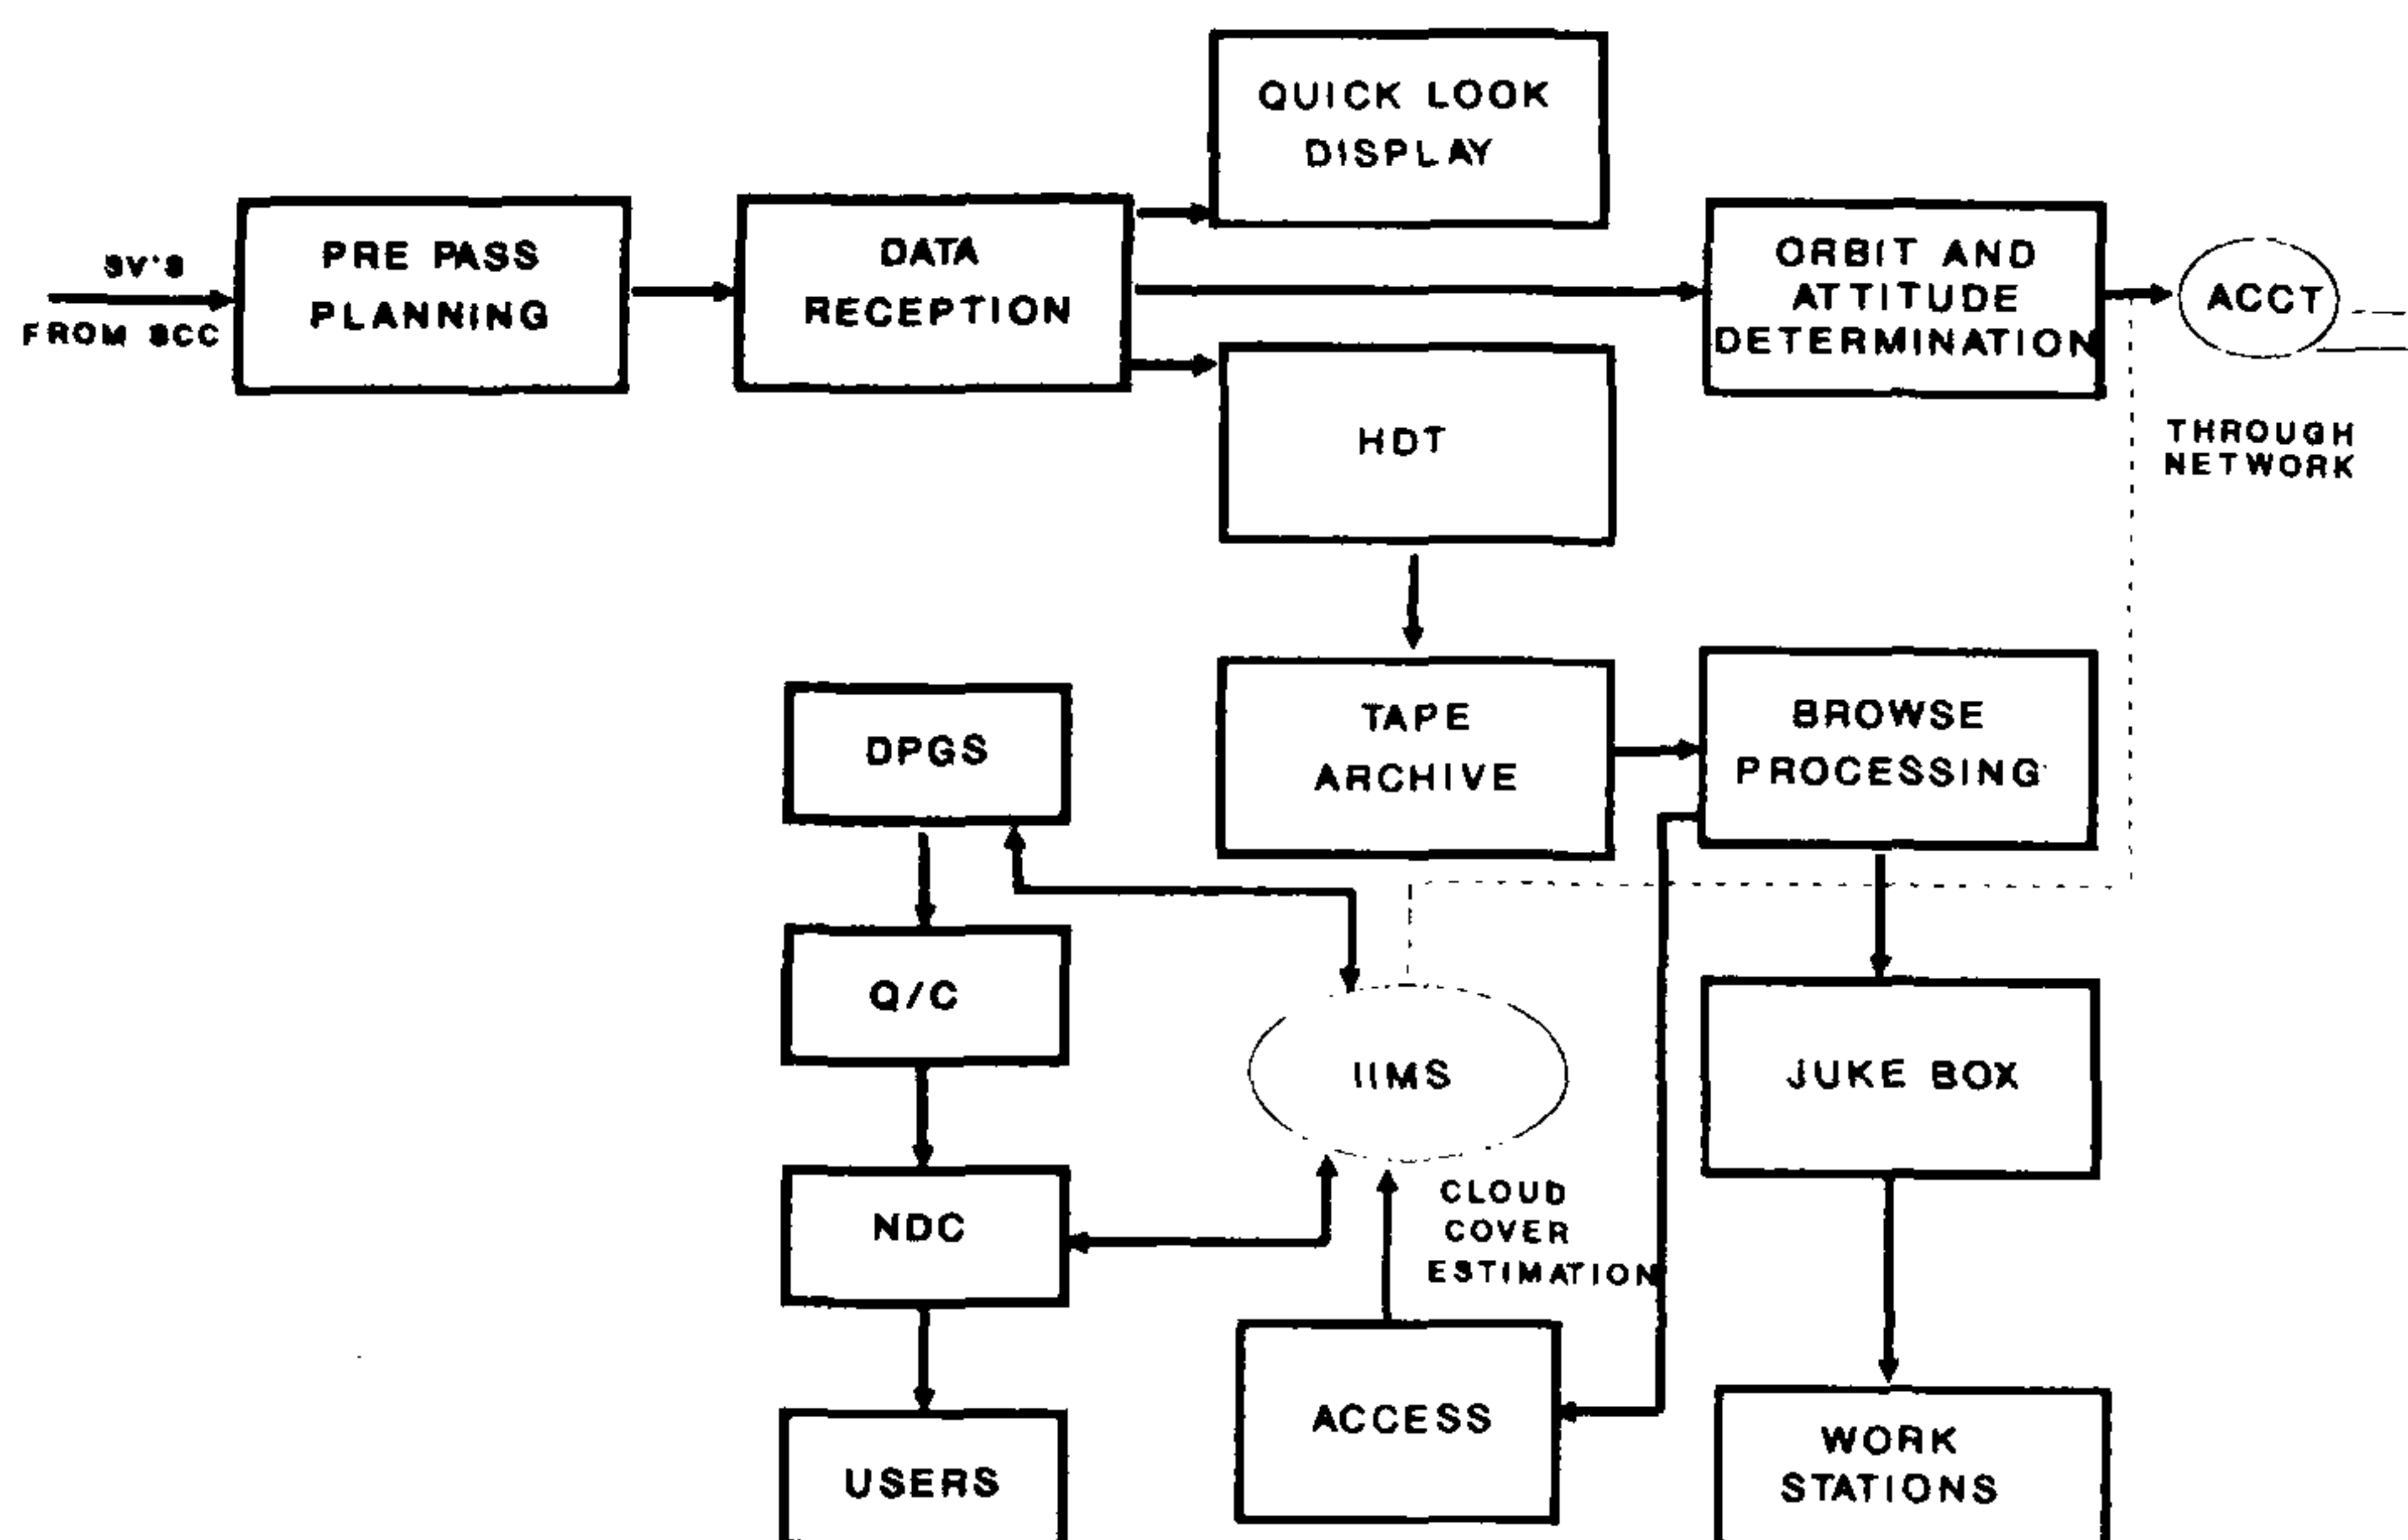 QUICK LOOK
DISPLAY
SV'S
FROM SCC
PRE PASS
PLANNING
DATA
RECEPTION
ORBIT AND
ATTITUDE
DETERMINATION
ACCT
HDT
THROUGH
NETWORK
DPGS
TAPE
ARCHIVE
BROWSE
PROCESSING
Q/C
IIMS
JUKE BOX
NDC
CLOUD
COVER
ESTIMATION
USERS
ACCESS
WORK
STATIONS